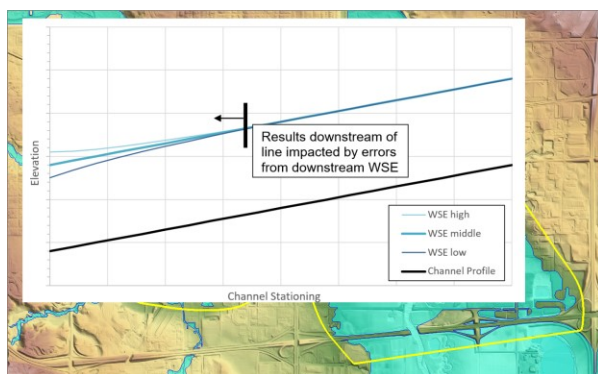 Elevation
Results downstream of
line impacted by errors
from downstream WSE
WSE high
WSE middle
WSE low
Channel Profile
Channel Stationing